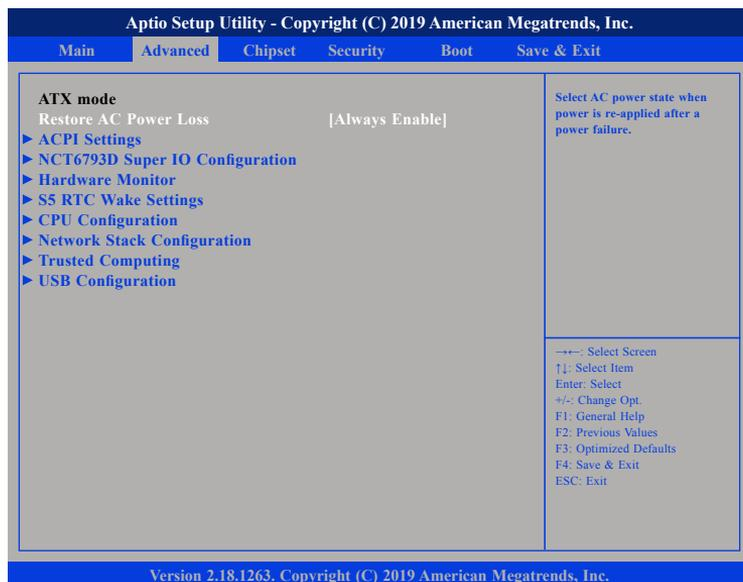 Aptio Setup Utility - Copyright (C) 2019 American Megatrends, Inc.
Main Advanced Chipset Security Boot Save & Exit
ATX mode
Restore AC Power Loss [Always Enable]
► ACPI Settings
► NCT6793D Super IO Configuration
► Hardware Monitor
► S5 RTC Wake Settings
► CPU Configuration
► Network Stack Configuration
► Trusted Computing
► USB Configuration
Select AC power state when
power is re-applied after a
power failure.
→←: Select Screen
↑↓: Select Item
Enter: Select
+/-: Change Opt.
F1: General Help
F2: Previous Values
F3: Optimized Defaults
F4: Save & Exit
ESC: Exit
Version 2.18.1263. Copyright (C) 2019 American Megatrends, Inc.